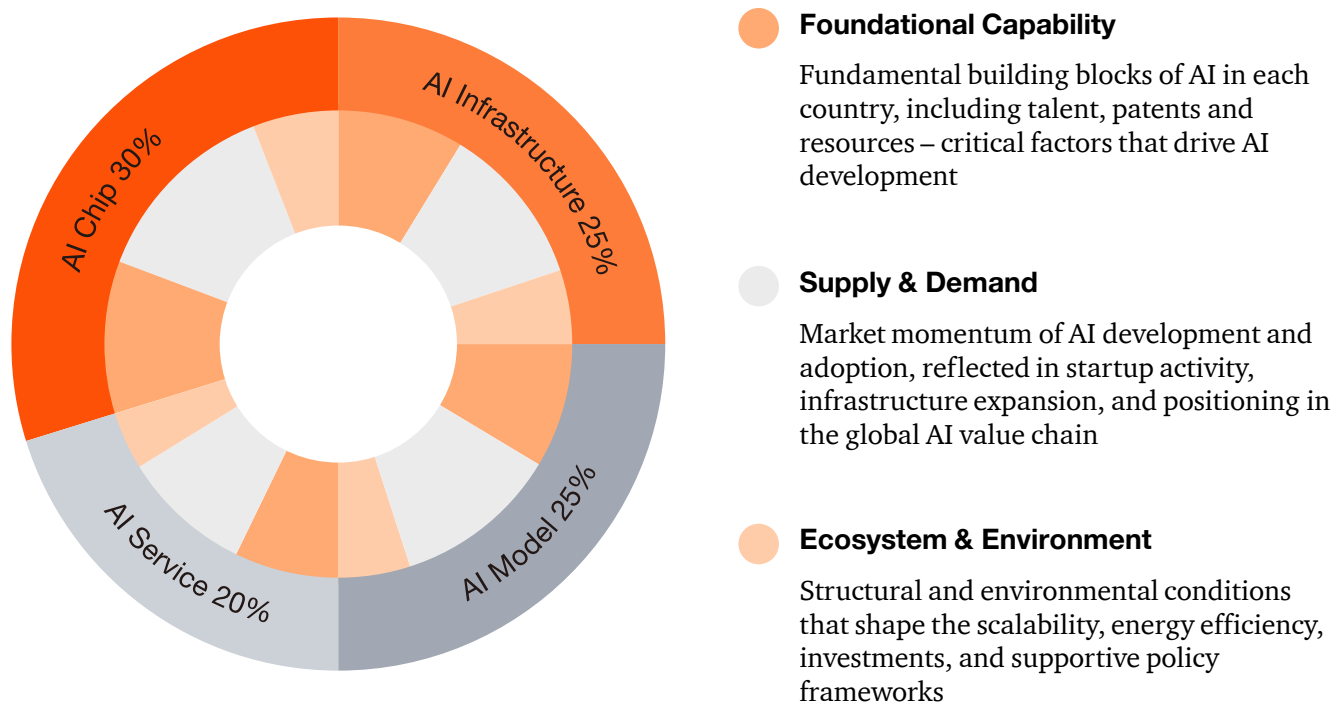 AI Chip 30%
AI Infrastructure 25%
AI Model 25%
AI Service 20%
Foundational Capability
Fundamental building blocks of AI in each
country, including talent, patents and
resources – critical factors that drive AI
development
Supply & Demand
Market momentum of AI development and
adoption, reflected in startup activity,
infrastructure expansion, and positioning in
the global AI value chain
Ecosystem & Environment
Structural and environmental conditions
that shape the scalability, energy efficiency,
investments, and supportive policy
frameworks